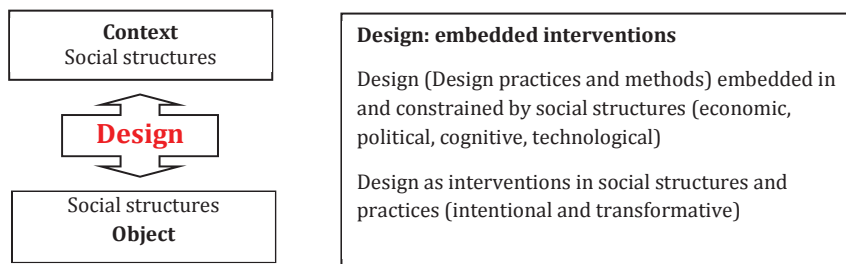 Context
Social structures
Design
Social structures
Object
Design: embedded interventions
Design (Design practices and methods) embedded in
and constrained by social structures (economic,
political, cognitive, technological)
Design as interventions in social structures and
practices (intentional and transformative)